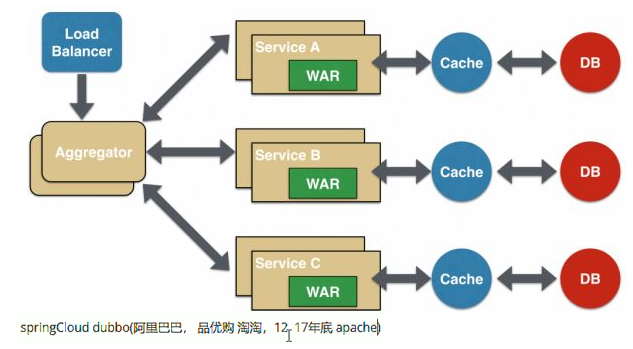 Load
Balancer
Aggregator
Service A
WAR
Cache
DB
Service B
WAR
Cache
DB
Service C
WAR
Cache
DB
springCloud dubbo(阿里巴巴， 品优购 淘淘，12, 17年底 apache)